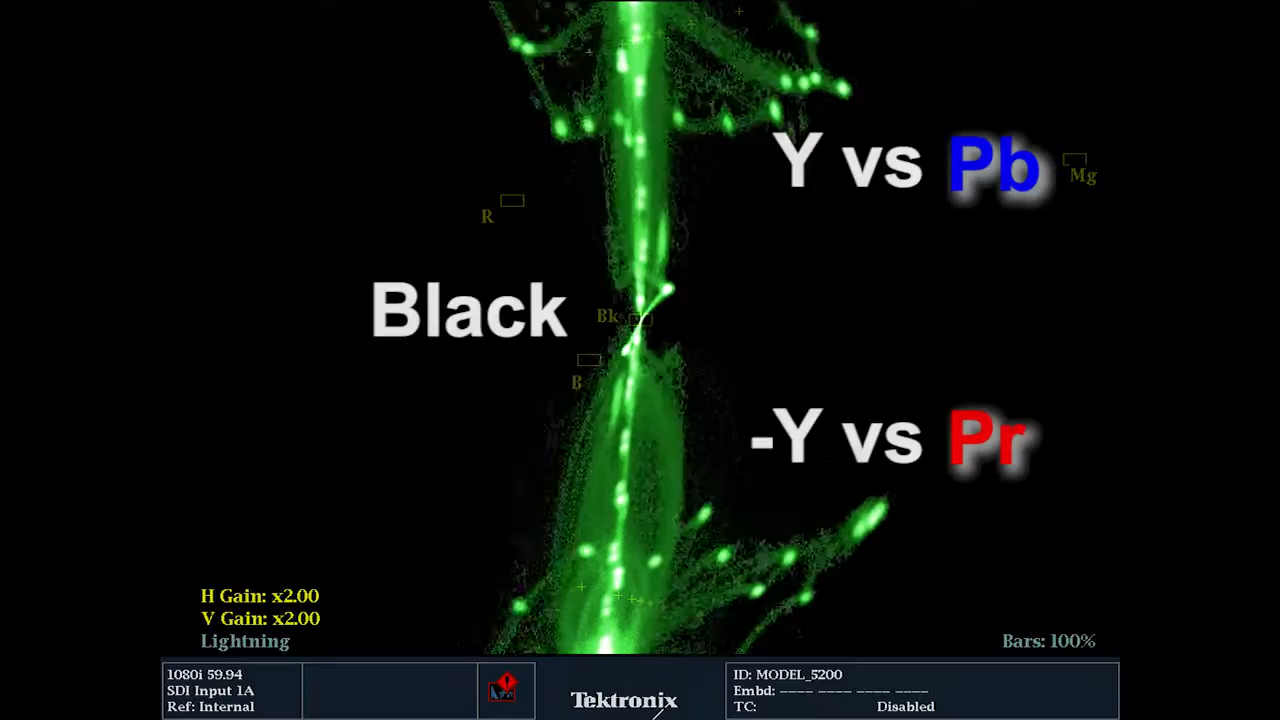 Y vs Pb
Mg
R
Black
Bk
B
-Y vs Pr
H Gain: x2.00
V Gain: x2.00
Lightning
Bars: 100%
1080i 59.94
SDI Input 1A
Ref: Internal
Tektronix
ID: MODEL_5200
Embd: ---- ---- ---- ----
TC: Disabled